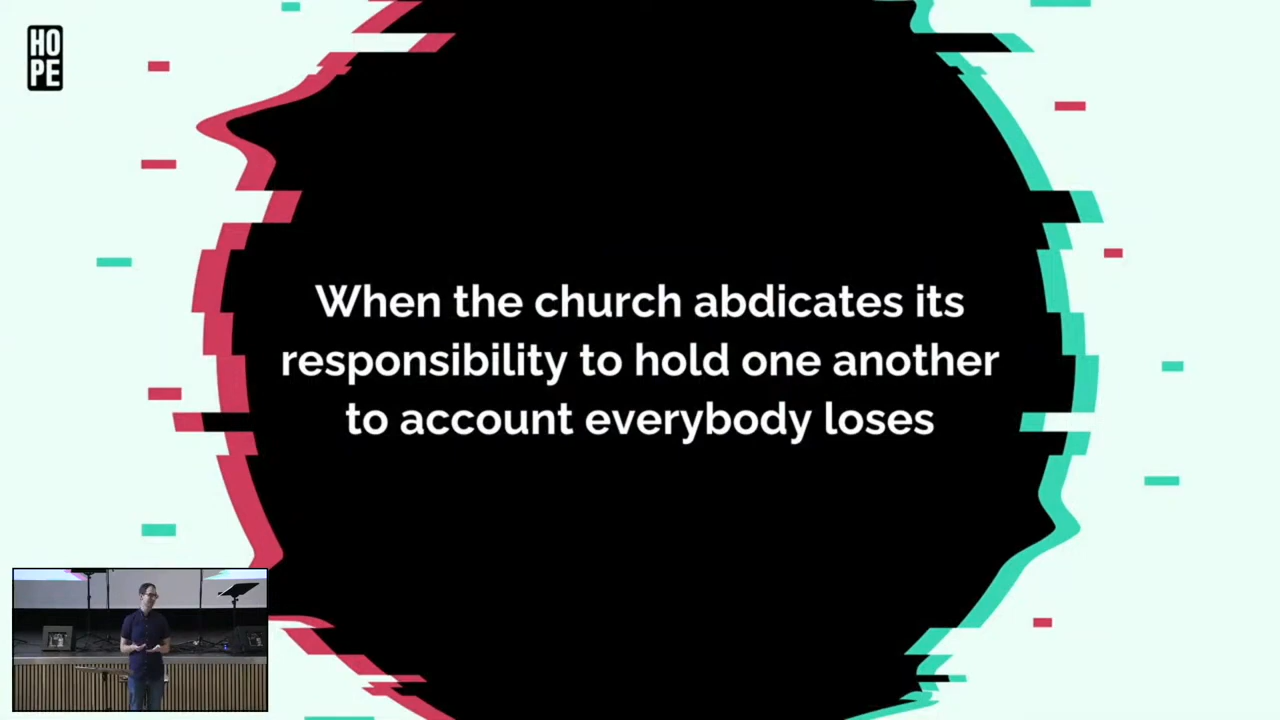 HO
PE
When the church abdicates its
responsibility to hold one another
to account everybody loses